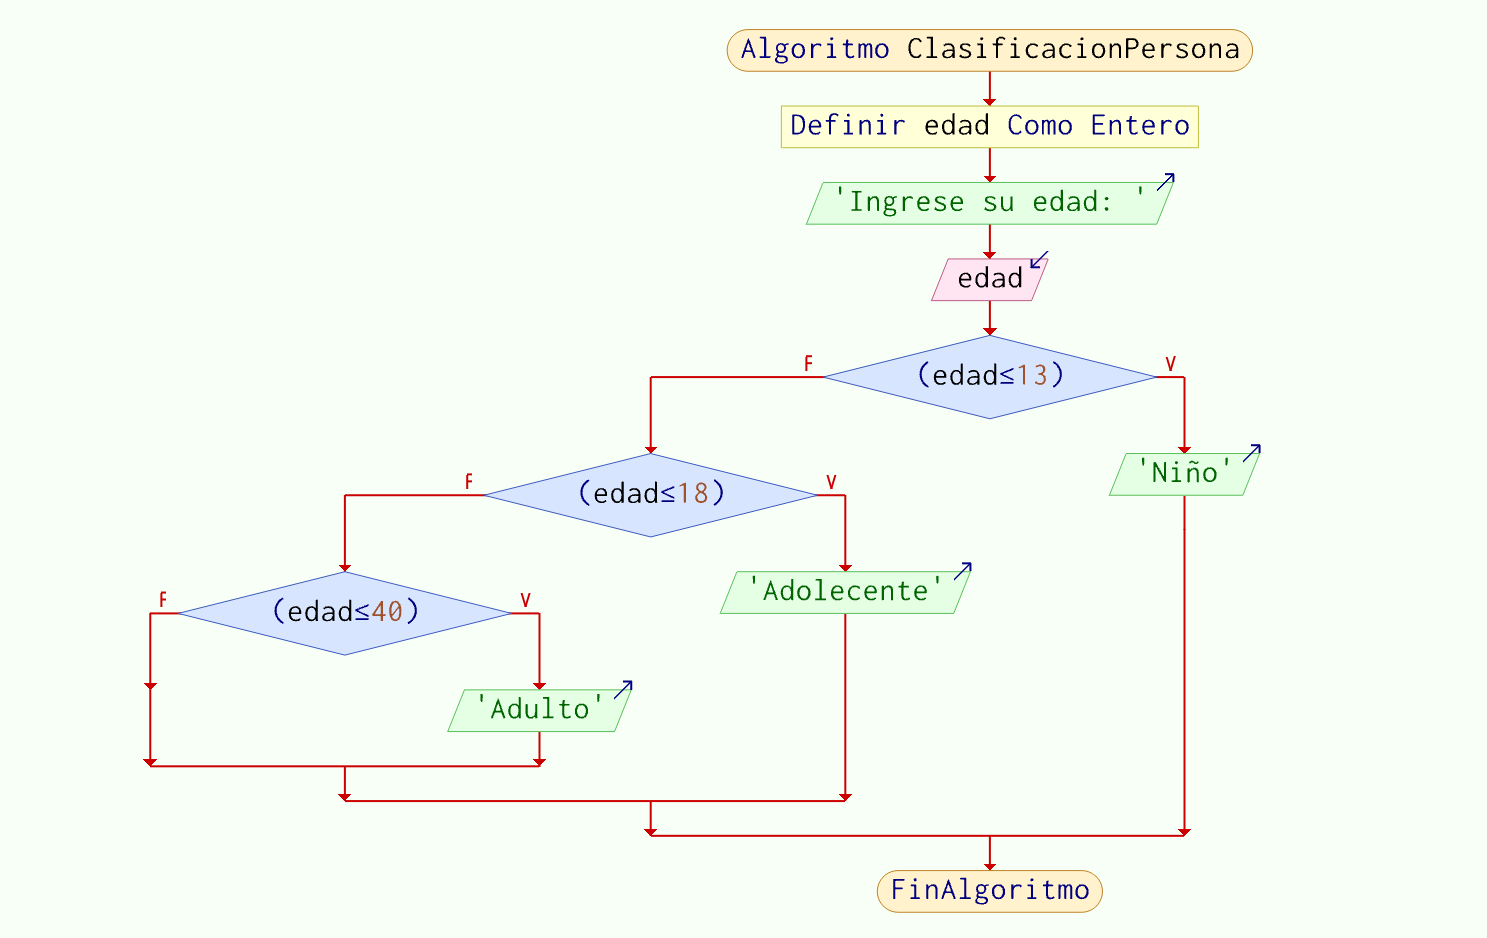 Algoritmo ClasificacionPersona
Definir edad Como Entero
'Ingrese su edad: '
edad
(edad≤13)
F
V
'Niño'
(edad≤18)
F
V
'Adolecente'
(edad≤40)
F
V
'Adulto'
FinAlgoritmo